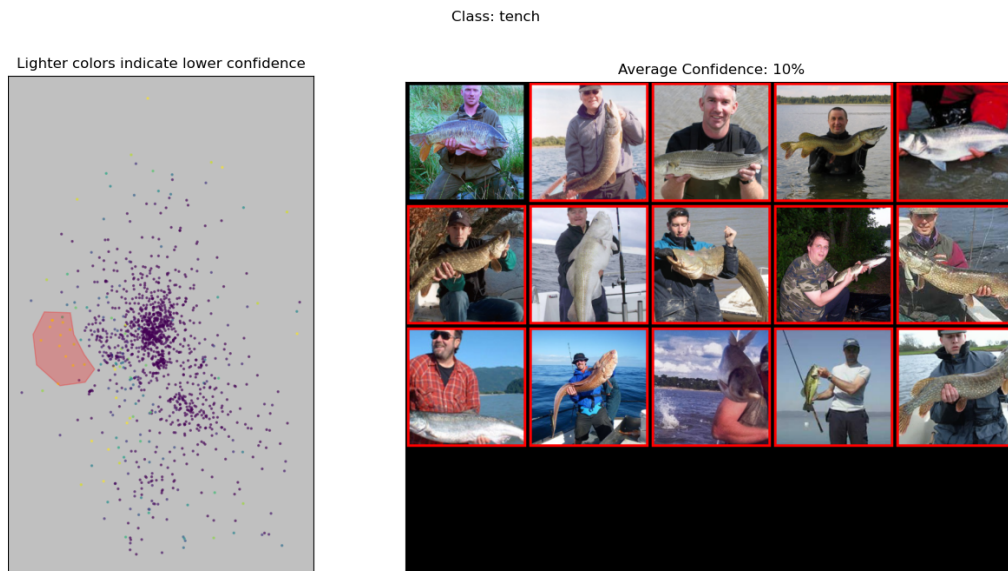 Class: tench
Lighter colors indicate lower confidence
Average Confidence: 10%